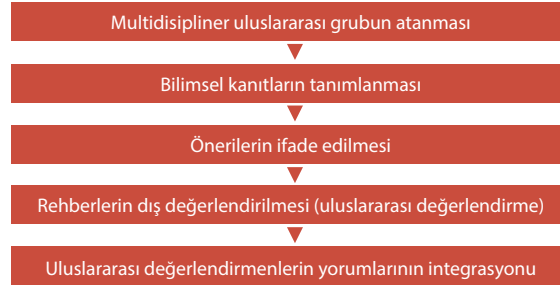 Multidisipliner uluslararası grubun atanması
Bilimsel kanıtların tanımlanması
Önerilerin ifade edilmesi
Rehberlerin dış değerlendirilmesi (uluslararası değerlendirme)
Uluslararası değerlendirmenlerin yorumlarının integrasyonu